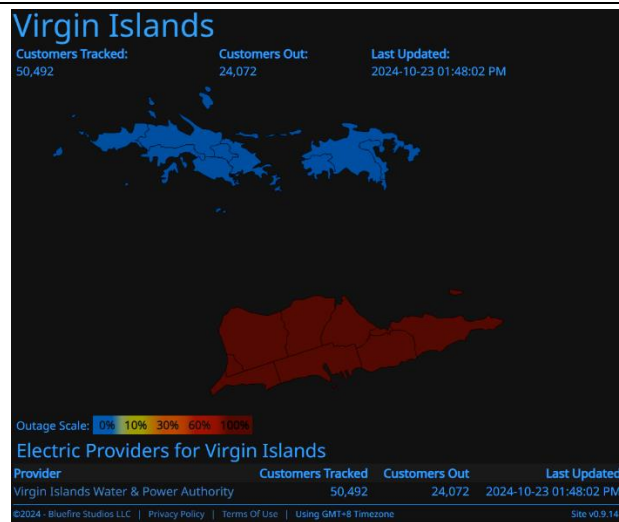 Virgin Islands
Customers Tracked: Customers Out: Last Updated:
50,492 24,072 2024-10-23 01:48:02 PM
Outage Scale: 0% 10% 30% 60% 100%
Electric Providers for Virgin Islands
Provider Customers Tracked Customers Out Last Updated
Virgin Islands Water & Power Authority 50,492 24,072 2024-10-23 01:48:02 PM
©2024 - Bluefire Studios LLC | Privacy Policy | Terms Of Use | Using GMT+8 Timezone Site v0.9.14